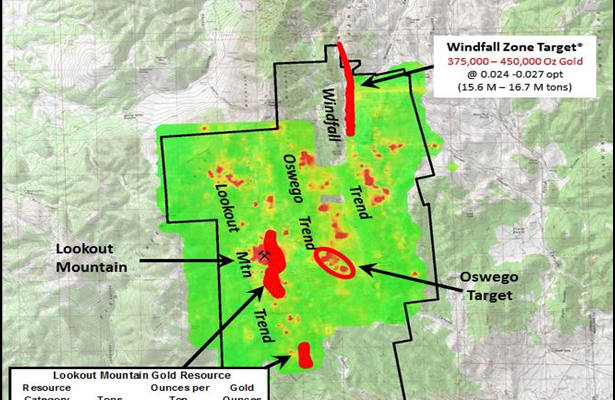 Windfall Zone Target*
375,000 – 450,000 Oz Gold
@ 0.024 -0.027 opt
(15.6 M – 16.7 M tons)
Windfall
Trend
Oswego
Trend
Lookout
Mtn
Trend
Lookout
Mountain
Oswego
Target
Lookout Mountain Gold Resource
Resource Ounces per Gold
Category Tons Ton Ounces